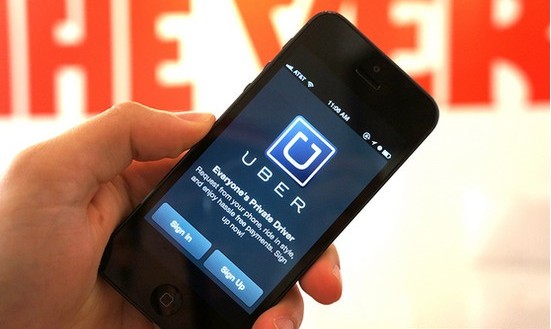 THE VER
AT&T
11:06 AM
UBER
Everyone's Private Driver
Request from your phone, ride in style,
and enjoy hassle free payments. Sign
up now!
Sign In
Sign Up